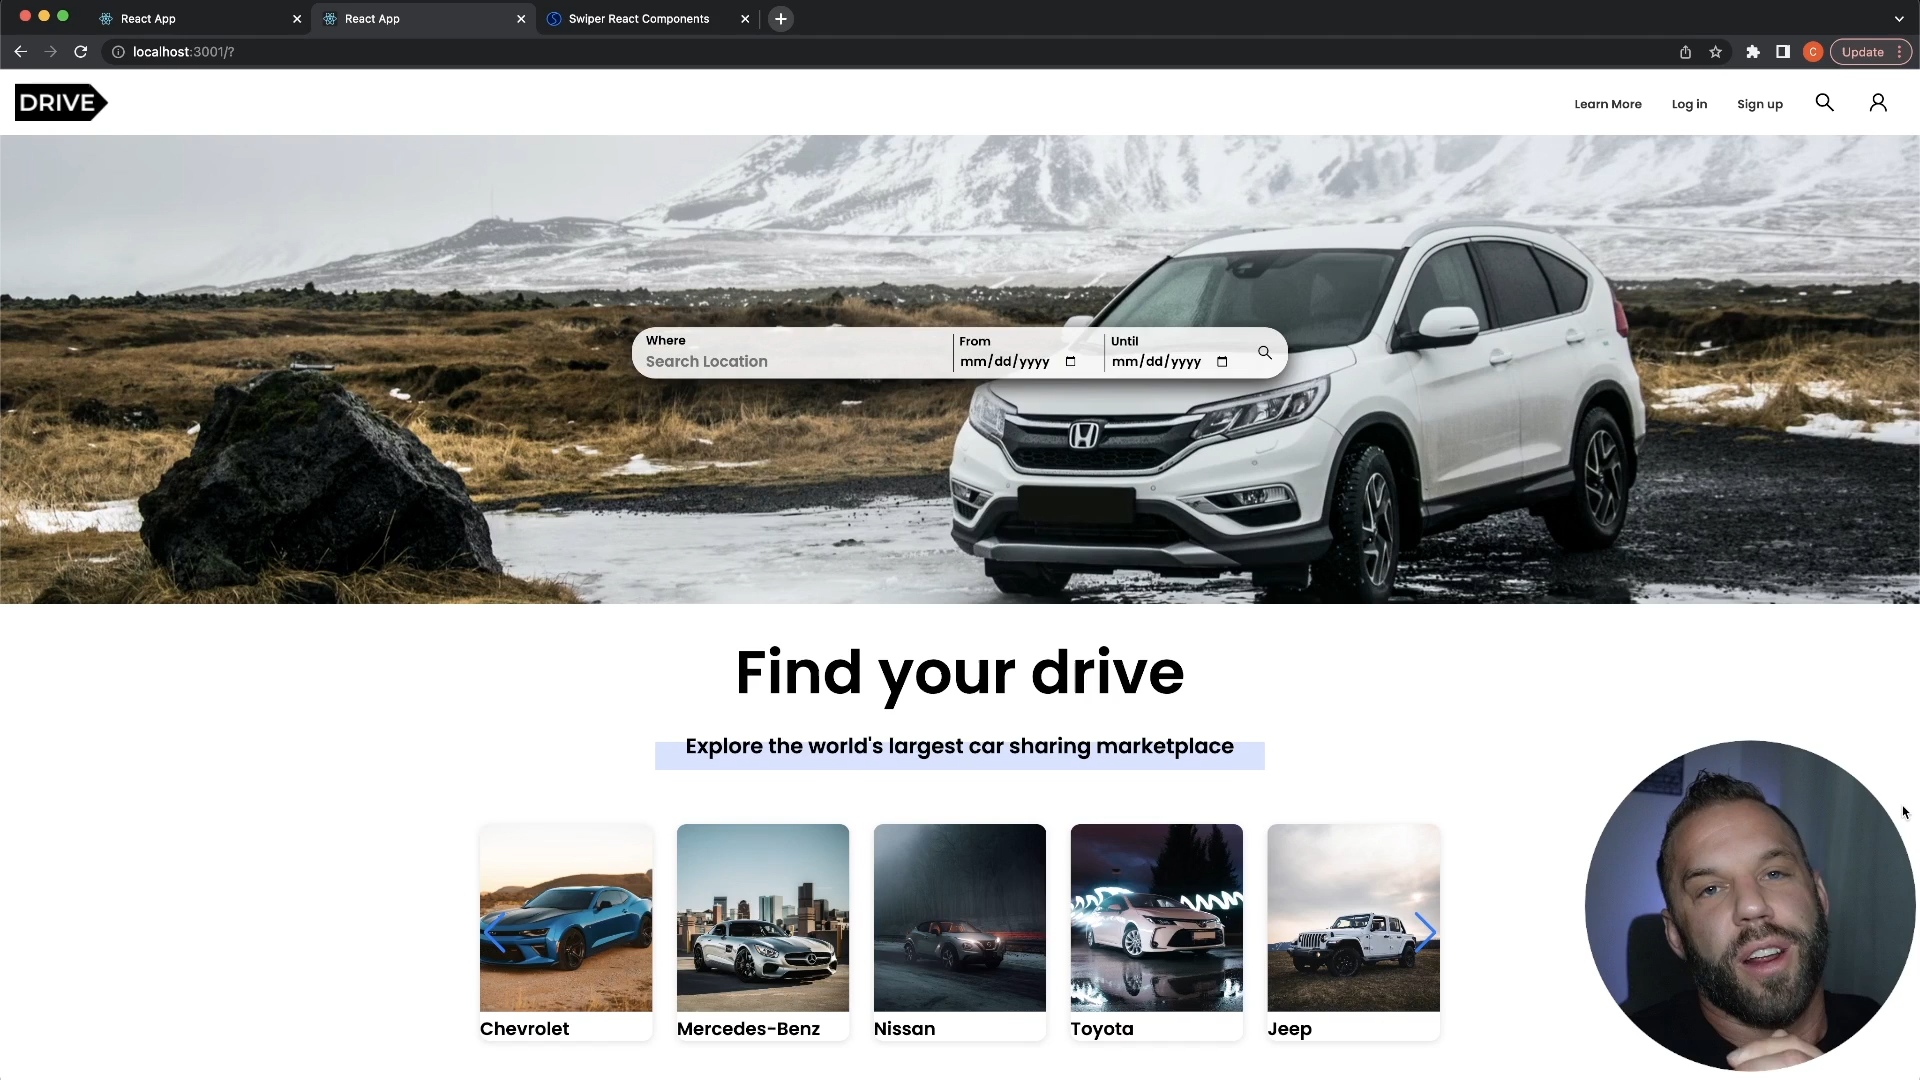 React App
React App
Swiper React Components
localhost:3001/?
C
Update
DRIVE
Learn More
Log in
Sign up
Where
Search Location
From
mm/dd/yyyy
Until
mm/dd/yyyy
Find your drive
Explore the world's largest car sharing marketplace
Chevrolet
Mercedes-Benz
Nissan
Toyota
Jeep